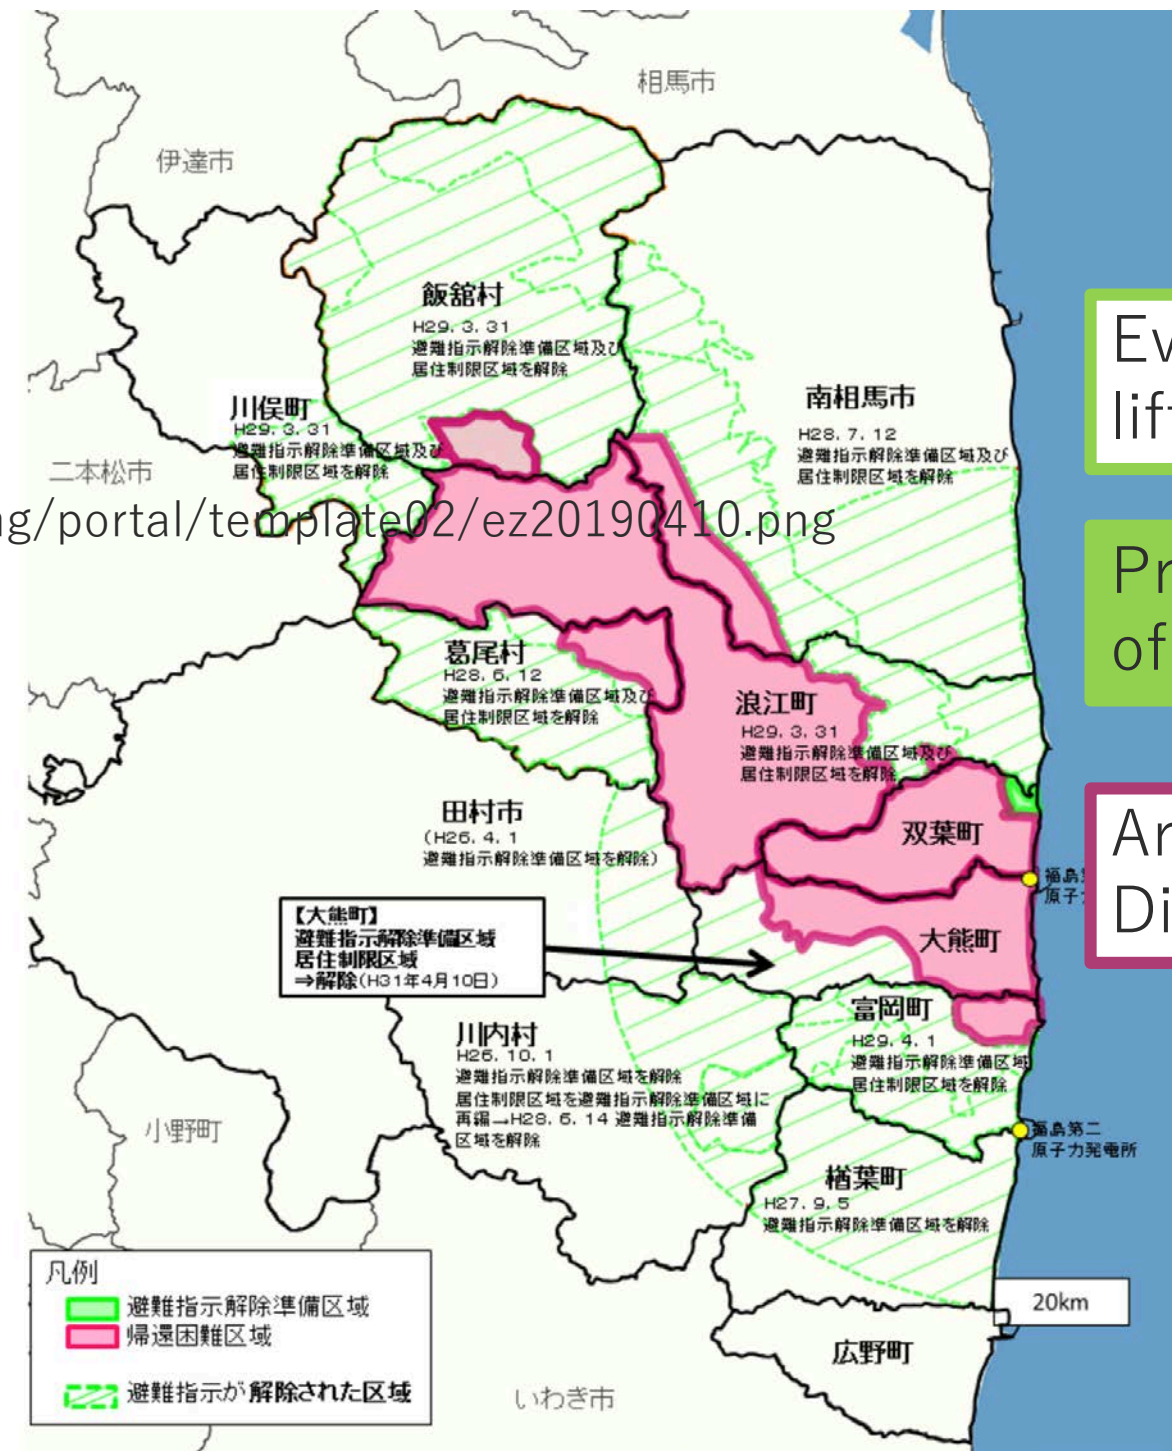 相馬市
伊達市
飯舘村
H29. 3. 31
避難指示解除準備区域及び
居住制限区域を解除
南相馬市
H28. 7. 12
避難指示解除準備区域及び
居住制限区域を解除
川俣町
H29. 3. 31
避難指示解除準備区域及び
居住制限区域を解除
二本松市
ng/portal/template02/ez20190410.png
葛尾村
H28. 6. 12
避難指示解除準備区域及び
居住制限区域を解除
浪江町
H29. 3. 31
避難指示解除準備区域及び
居住制限区域を解除
田村市
(H26. 4. 1
避難指示解除準備区域を解除)
双葉町
福島
原子
【大熊町】
避難指示解除準備区域
居住制限区域
⇒解除(H31年4月10日)
大熊町
富岡町
H29. 4. 1
避難指示解除準備区域
居住制限区域を解除
川内村
H26. 10. 1
避難指示解除準備区域を解除
居住制限区域を避難指示解除準備区域に
再編→H28. 6. 14 避難指示解除準備
区域を解除
小野町
福島第二
原子力発電所
楢葉町
H27. 9. 5
避難指示解除準備区域を解除
20km
広野町
いわき市
凡例
避難指示解除準備区域
帰還困難区域
避難指示が解除された区域
Ev
lif
Pr
of
Ar
Di